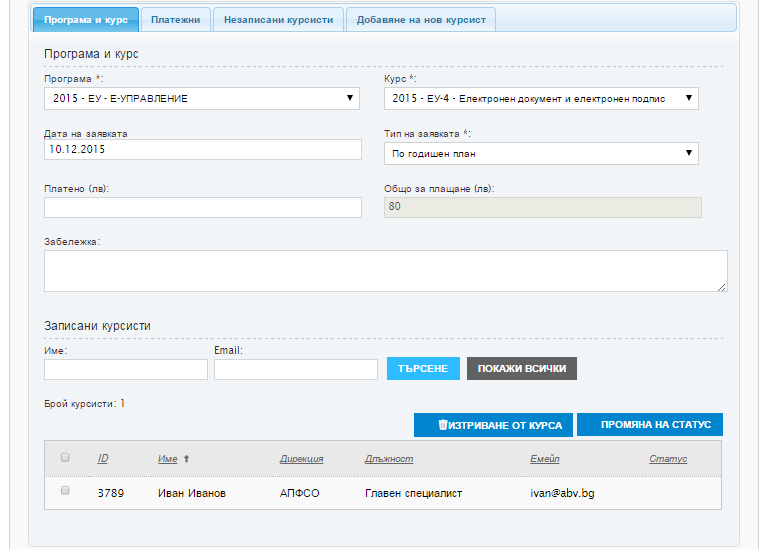 Програма и курс Платежни Незаписани курсисти Добавяне на нов курсист
Програма и курс
Програма *: Курс *:
2015 - ЕУ - Е-УПРАВЛЕНИЕ 2015 - ЕУ-4 - Електронен документ и електронен подпис
Дата на заявката Тип на заявката *:
10.12.2015 По годишен план
Платено (лв): Общо за плащане (лв):
80
Забележка:
Записани курсисти
Име: Email:
ТЪРСЕНЕ ПОКАЖИ ВСИЧКИ
Брой курсисти: 1
ИЗТРИВАНЕ ОТ КУРСА ПРОМЯНА НА СТАТУС
ID Име Дирекция Длъжност Емейл Статус
3789 Иван Иванов АПФСО Главен специалист ivan@abv.bg